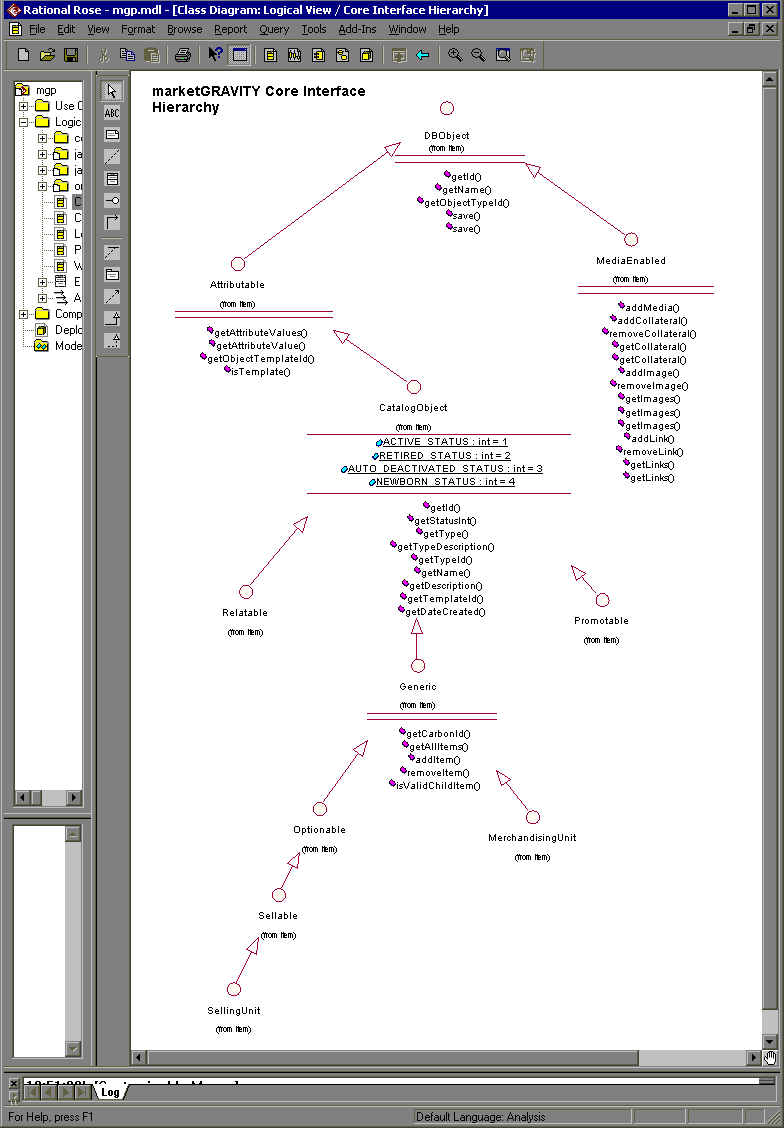 Rational Rose - mgp.mdl - [Class Diagram: Logical View / Core Interface Hierarchy]
File Edit View Format Browse Report Query Tools Add-Ins Window Help
mgp
Use C
Logic
ja
ja
C
C
L
P
W
E
A
Comp
Deplo
Mode
ABC
marketGRAVITY Core Interface
Hierarchy
DBObject
(from Item)
getId()
getName()
getObjectTypeId()
save()
save()
Attributable
(from Item)
getAttributeValues()
getAttributeValue()
getObjectTemplateId()
isTemplate()
MediaEnabled
(from Item)
addMedia()
addCollateral()
removeCollateral()
getCollateral()
getCollateral()
addImage()
removeImage()
getImages()
getImages()
getImages()
addLink()
removeLink()
getLinks()
getLinks()
CatalogObject
(from Item)
ACTIVE_STATUS : int = 1
RETIRED_STATUS : int = 2
AUTO_DEACTIVATED_STATUS : int = 3
NEWBORN_STATUS : int = 4
getId()
getStatusInt()
getType()
getTypeDescription()
getTypeId()
getName()
getDescription()
getTemplateId()
getDateCreated()
Relatable
(from Item)
Promotable
(from Item)
Generic
(from Item)
getCarbonId()
getAllItems()
addItem()
removeItem()
isValidChildItem()
Optionable
(from Item)
MerchandisingUnit
(from Item)
Sellable
(from Item)
SellingUnit
(from Item)
Log
For Help, press F1
Default Language: Analysis